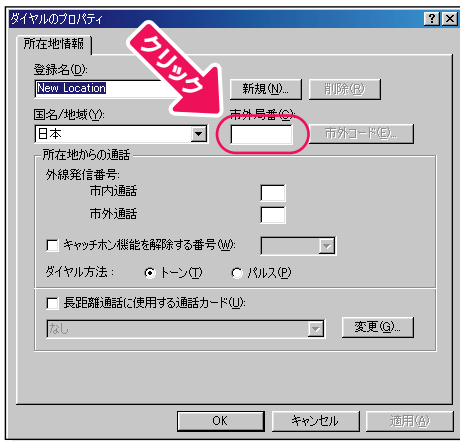 ダイヤルのプロパティ
所在地情報
クリック
登録名(D):
New Location
新規(N)...
削除(R)
国名/地域(Y):
市外局番(C):
日本
市外コード(E)...
所在地からの通話
外線発信番号:
市内通話
市外通話
キャッチホン機能を解除する番号(W):
ダイヤル方法:
トーン(T)
パルス(P)
長距離通話に使用する通話カード(U):
なし
変更(G)...
OK
キャンセル
適用(A)